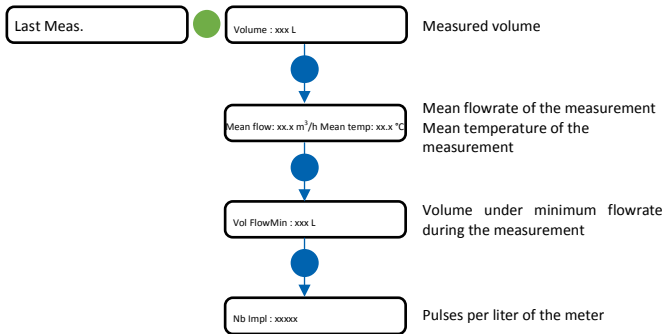 Last Meas.
Volume : xxx L
Measured volume
Mean flow: xx.x m³/h Mean temp: xx.x °C
Mean flowrate of the measurement
Mean temperature of the
measurement
Vol FlowMin : xxx L
Volume under minimum flowrate
during the measurement
Nb Impl : xxxxx
Pulses per liter of the meter